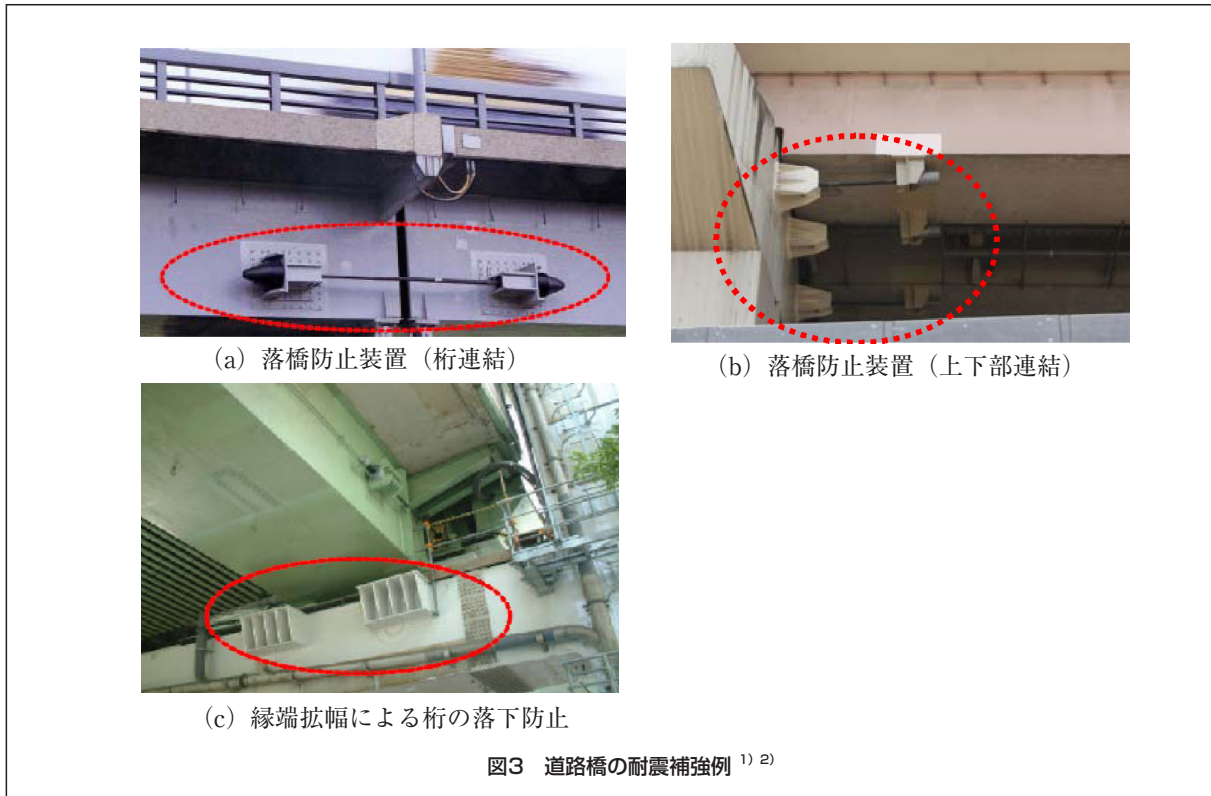 （a）落橋防止装置（桁連結）
（b）落橋防止装置（上下部連結）
（c）縁端拡幅による桁の落下防止
図3　道路橋の耐震補強例 1) 2)